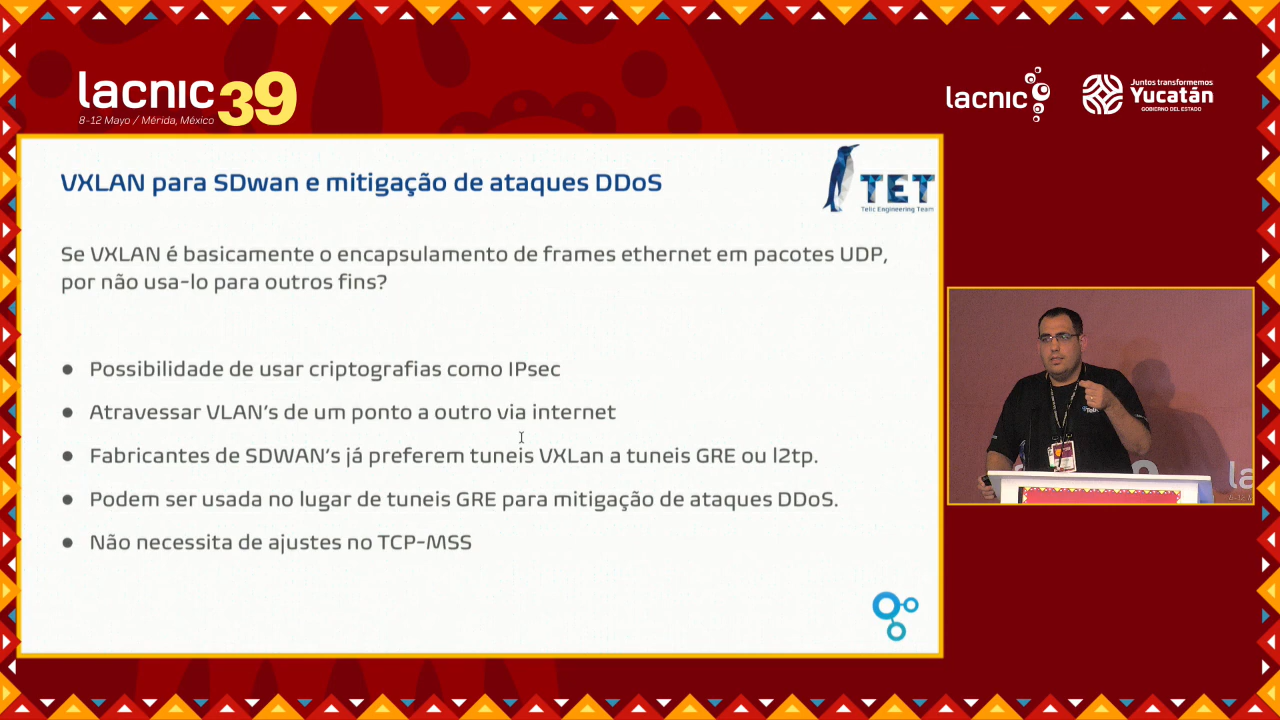 lacnic39
8-12 Mayo / Mérida, México
lacnic
Juntos transformemos
Yucatán
GOBIERNO DEL ESTADO
VXLAN para SDwan e mitigação de ataques DDoS
TET
Telic Engineering Team
Se VXLAN é basicamente o encapsulamento de frames ethernet em pacotes UDP,
por não usa-lo para outros fins?
● Possibilidade de usar criptografias como IPsec
● Atravessar VLAN's de um ponto a outro via internet
● Fabricantes de SDWAN's já preferem tuneis VXLan a tuneis GRE ou l2tp.
● Podem ser usada no lugar de tuneis GRE para mitigação de ataques DDoS.
● Não necessita de ajustes no TCP-MSS